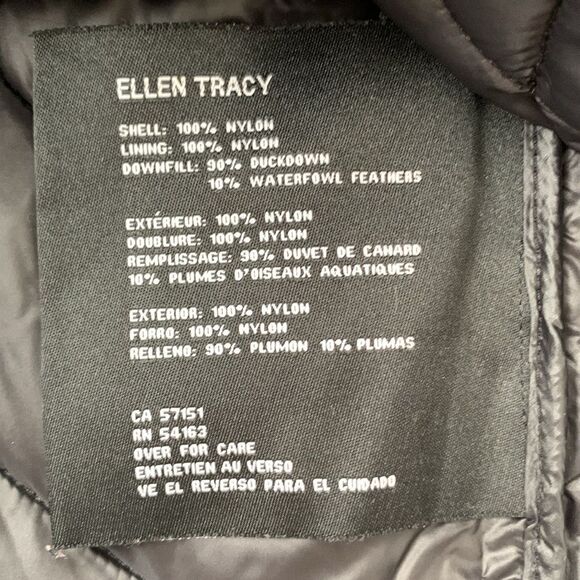 ELLEN TRACY
SHELL: 100% NYLON
LINING: 100% NYLON
DOWNFILL: 90% DUCKDOWN
10% WATERFOWL FEATHERS
EXTÉRIEUR: 100% NYLON
DOUBLURE: 100% NYLON
REMPLISSAGE: 90% DUVET DE CANARD
10% PLUMES D'OISEAUX AQUATIQUES
EXTERIOR: 100% NYLON
FORRO: 100% NYLON
RELLENO: 90% PLUMON 10% PLUMAS
CA 57151
RN 54163
OVER FOR CARE
ENTRETIEN AU VERSO
VE EL REVERSO PARA EL CUIDADO